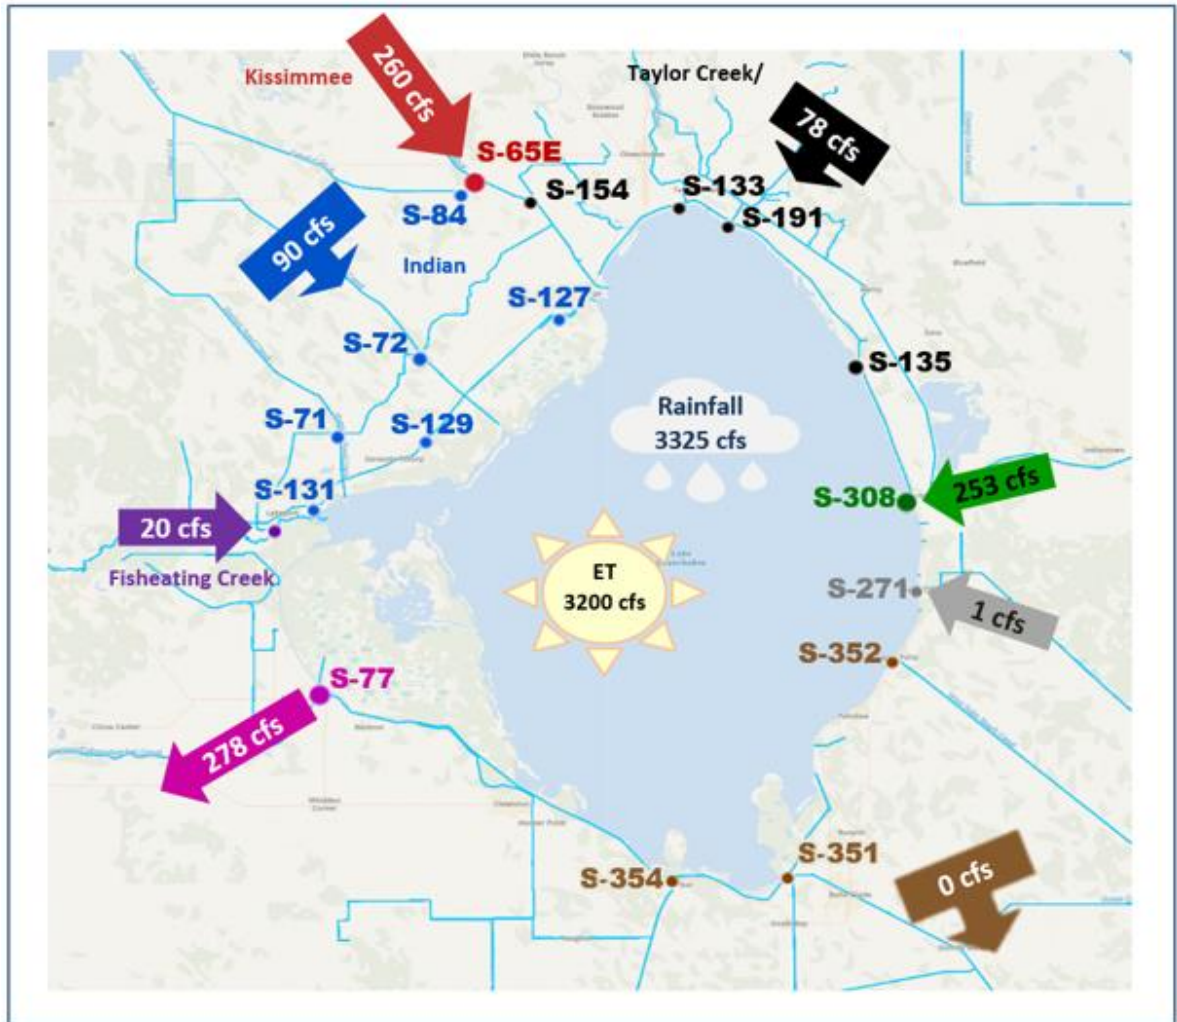 Kissimmee
260 cfs
Taylor Creek/
78 cfs
S-65E
S-154
S-133
S-84
S-191
90 cfs
Indian
S-127
S-72
S-135
Rainfall
3325 cfs
S-71
S-129
S-131
S-308
253 cfs
20 cfs
Fisheating Creek
ET
3200 cfs
S-271
1 cfs
S-352
S-77
278 cfs
S-351
S-354
0 cfs